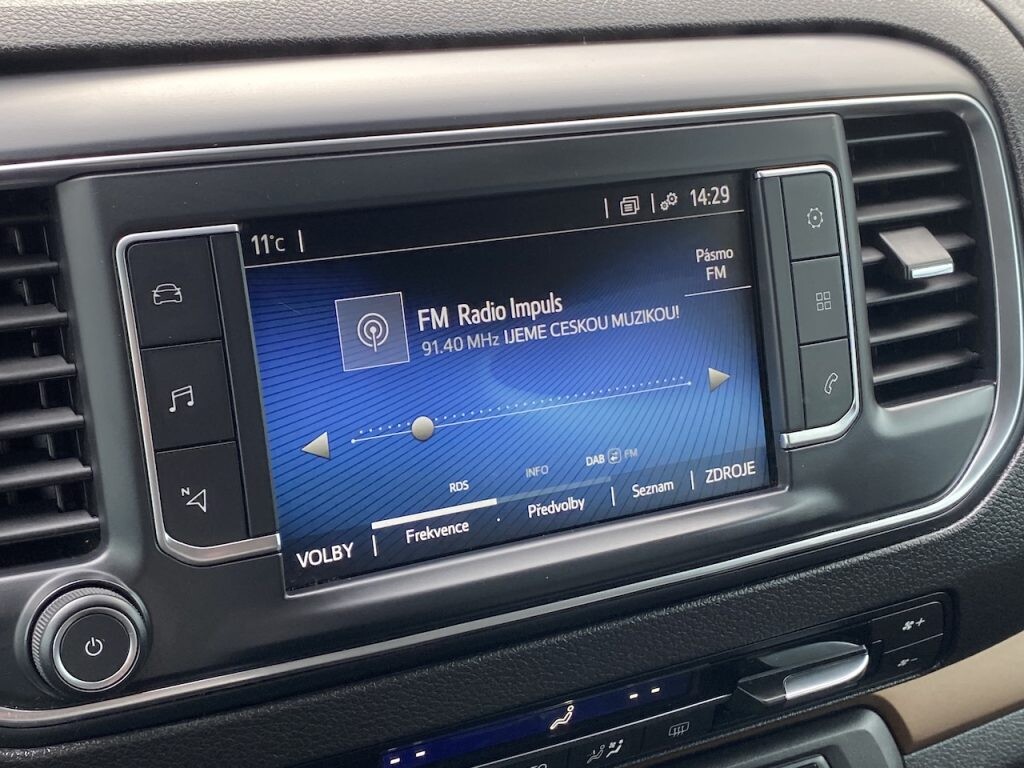 11°C
14:29
Pásmo
FM
FM Radio Impuls
91.40 MHz IJEME CESKOU MUZIKOU!
RDS
INFO
DAB FM
VOLBY
Frekvence
Předvolby
Seznam
ZDROJE
N